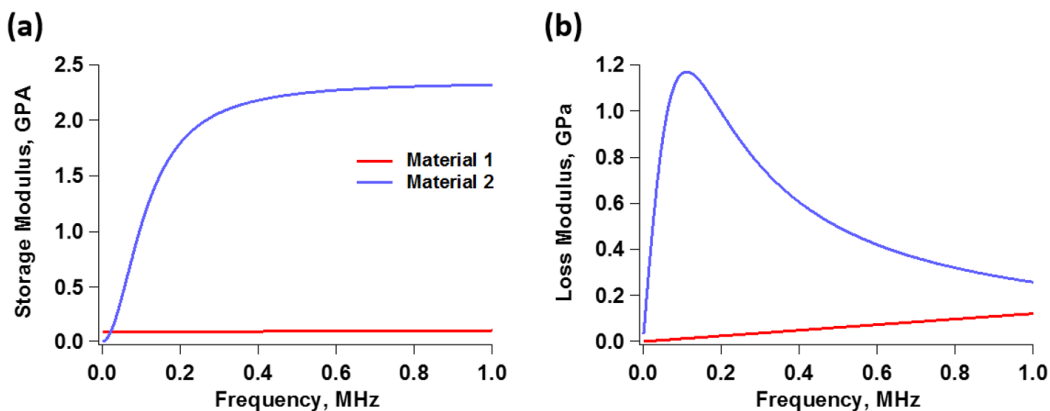 (a)
2.5
2.0
1.5
1.0
0.5
0.0
Storage Modulus, GPA
Material 1
Material 2
0.0 0.2 0.4 0.6 0.8 1.0
Frequency, MHz
(b)
1.2
1.0
0.8
0.6
0.4
0.2
0.0
Loss Modulus, GPa
0.0 0.2 0.4 0.6 0.8 1.0
Frequency, MHz